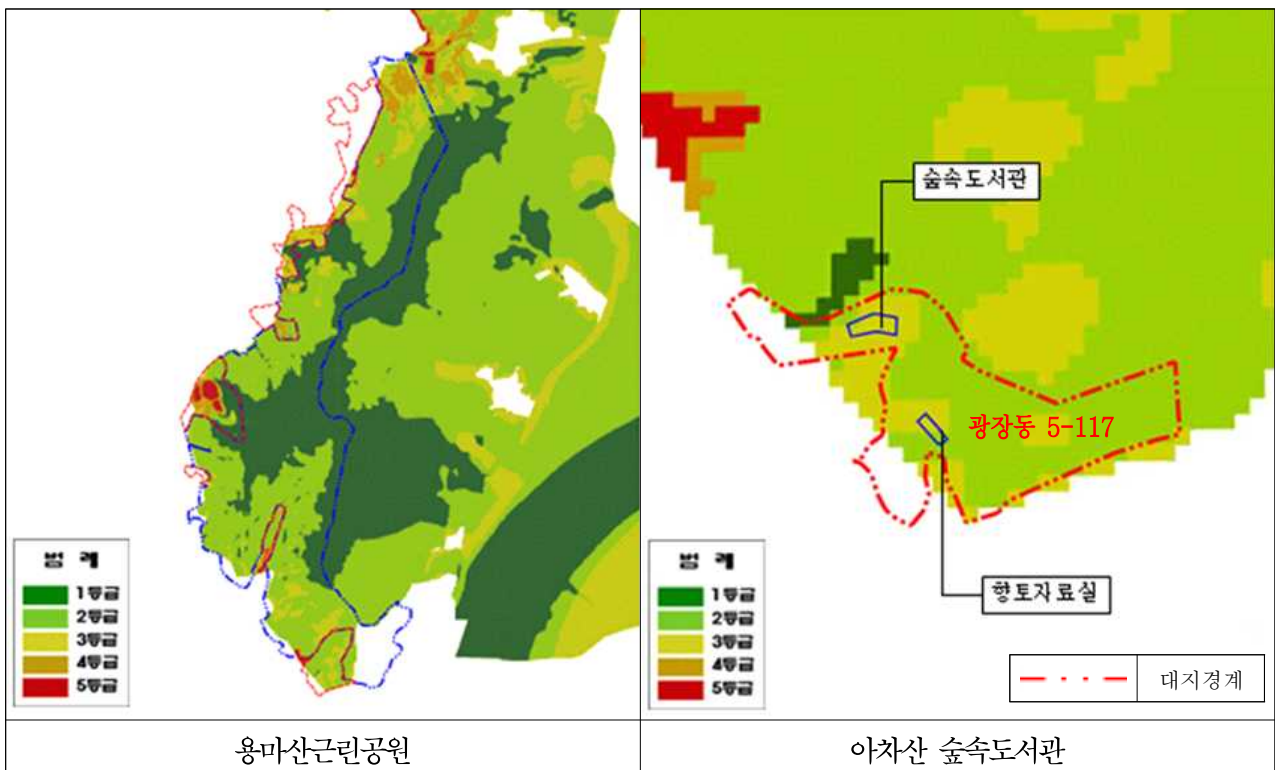 숲속도서관
광장동 5-117
향토자료실
범 례
1등급
2등급
3등급
4등급
5등급
범 례
1등급
2등급
3등급
4등급
5등급
대지경계
용마산근린공원
아차산 숲속도서관